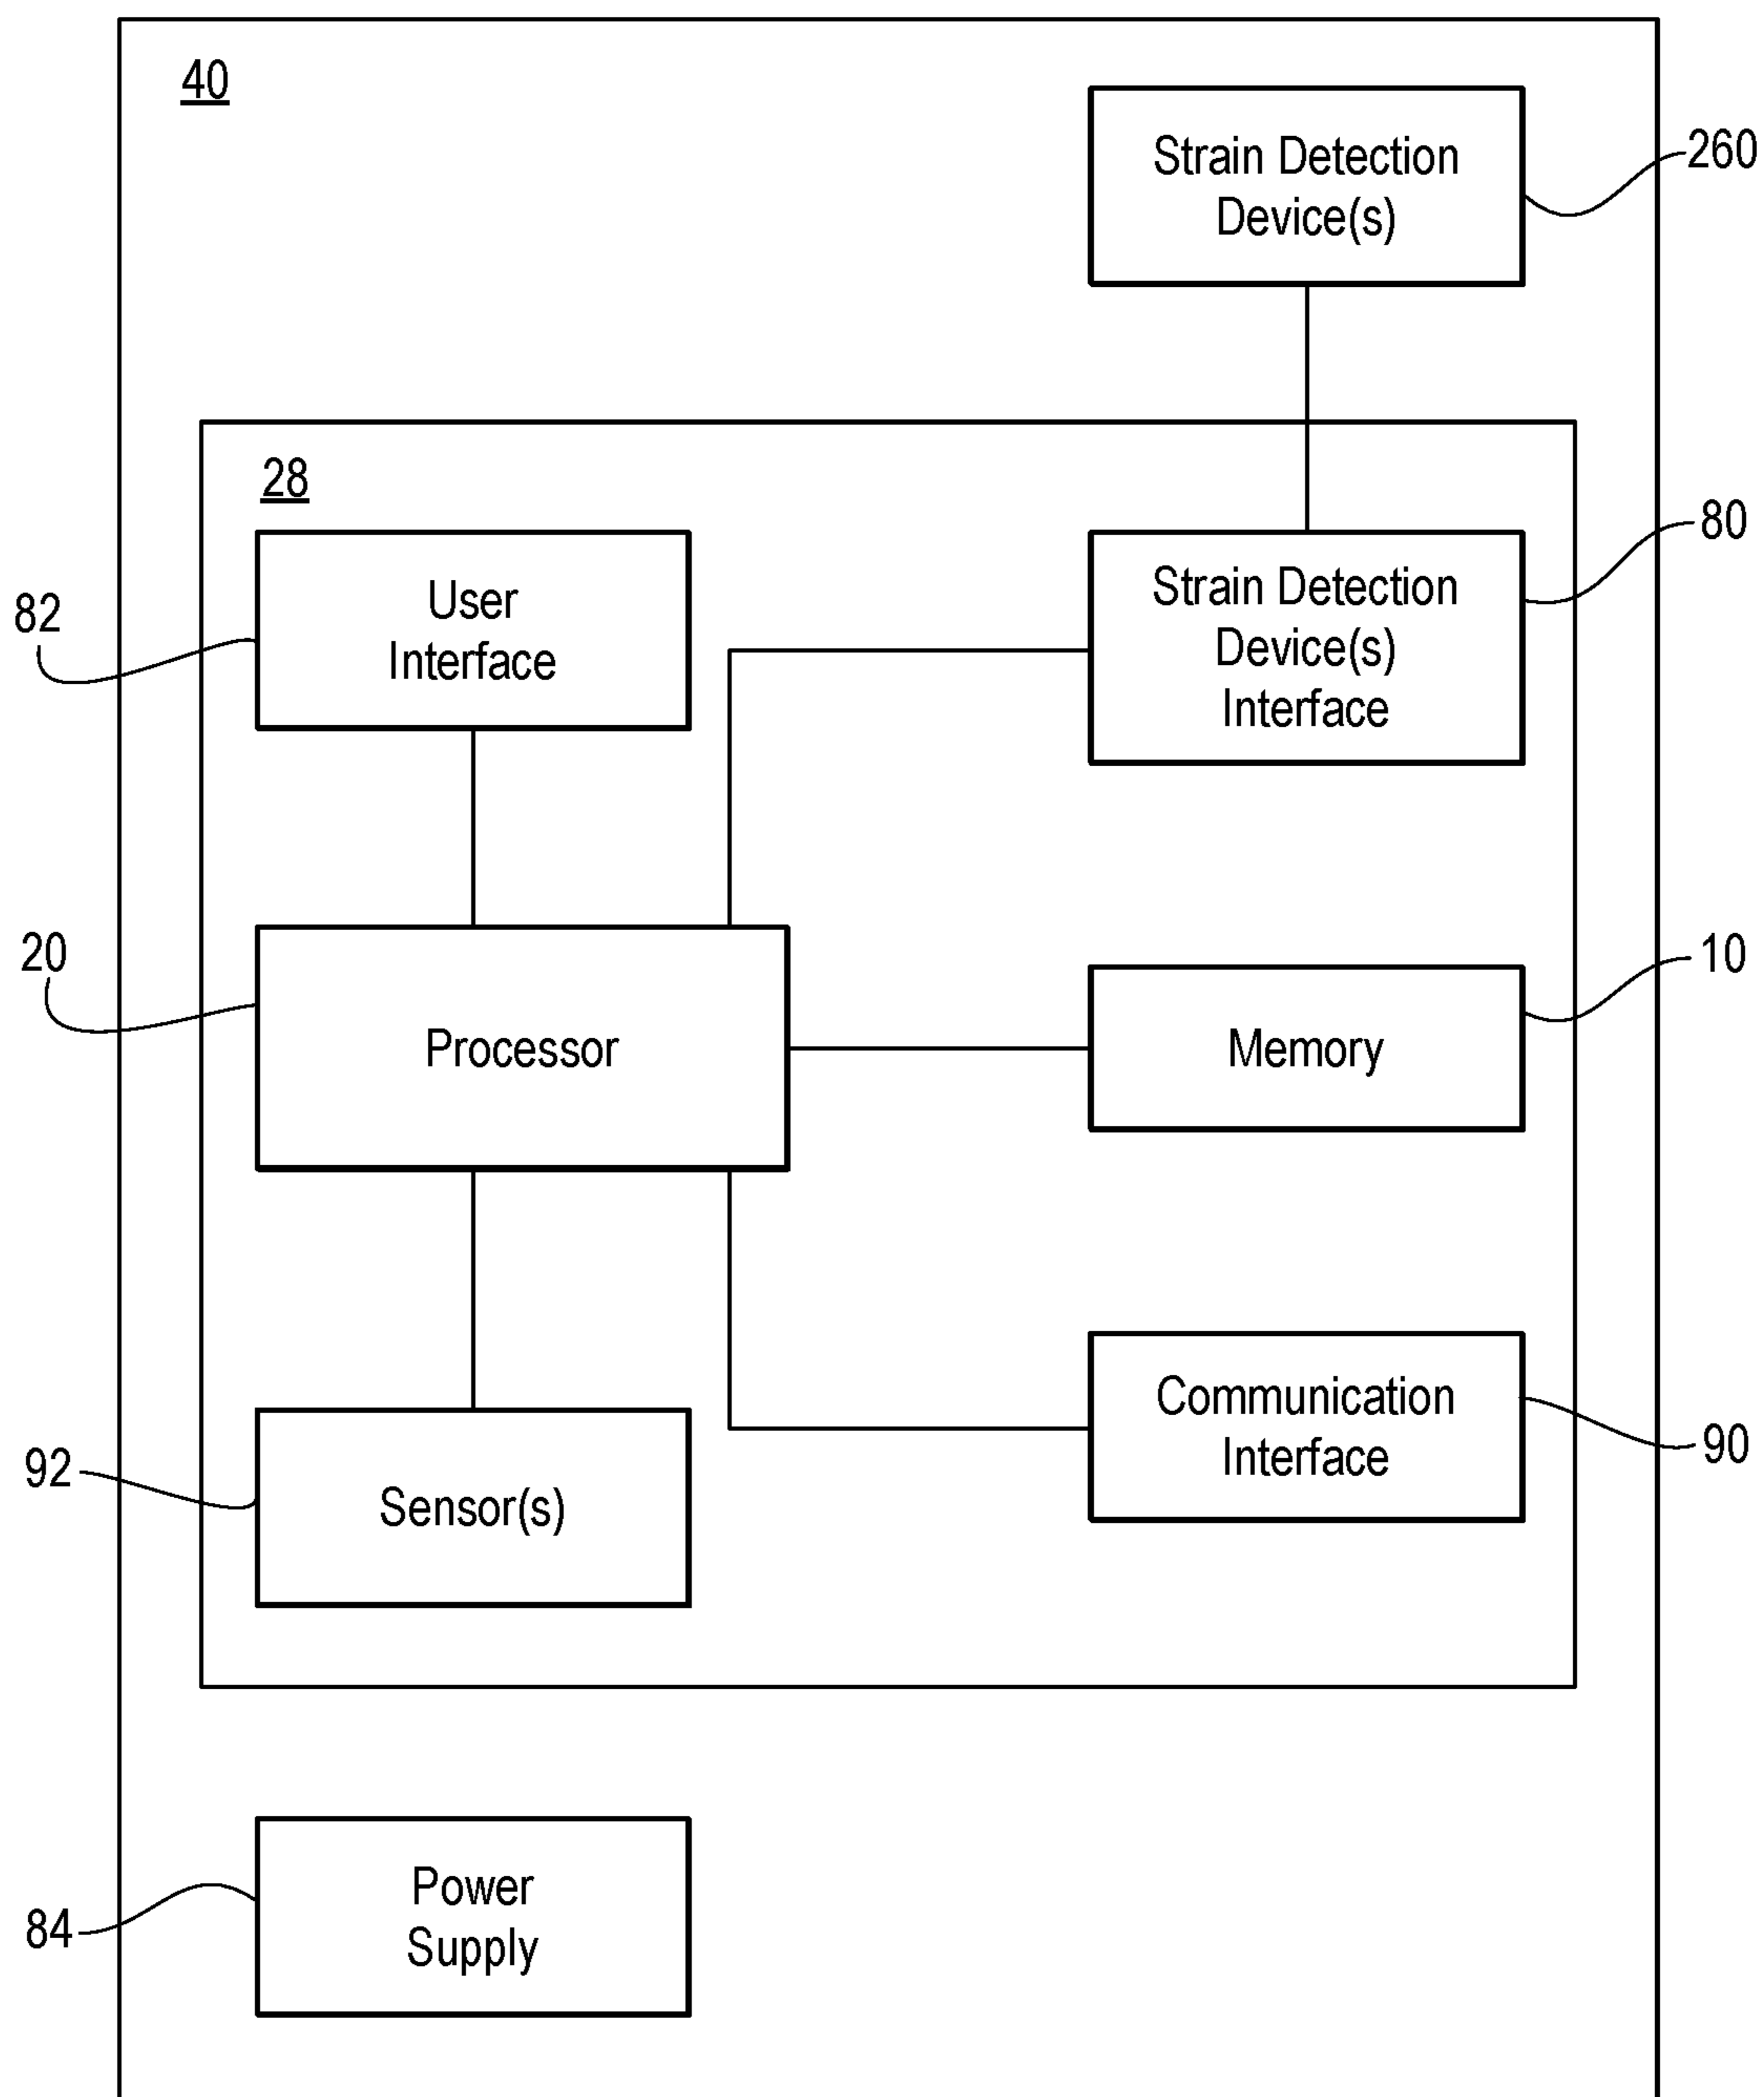 40
Strain Detection
Device(s)
260
28
User
Interface
82
Strain Detection
Device(s)
Interface
80
20
Processor
Memory
10
Communication
Interface
90
92
Sensor(s)
Power
Supply
84